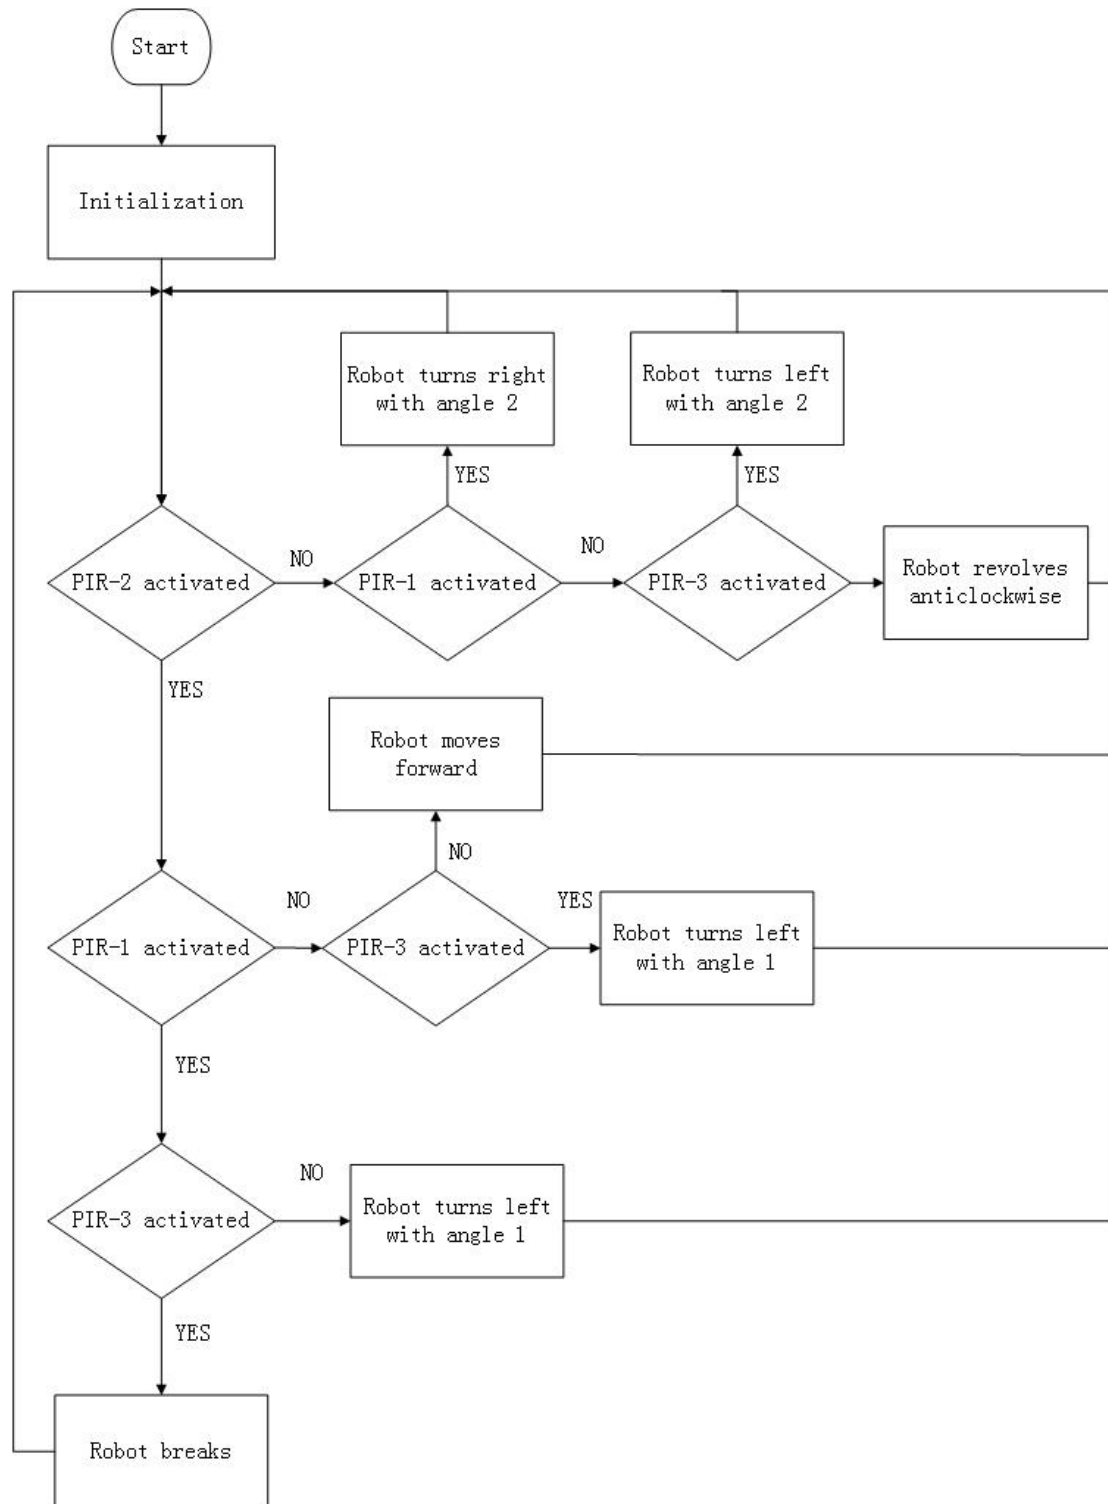 Start
Initialization
Robot turns right
with angle 2
Robot turns left
with angle 2
YES
YES
PIR-2 activated
NO
PIR-1 activated
NO
PIR-3 activated
Robot revolves
anticlockwise
YES
Robot moves
forward
NO
PIR-1 activated
NO
PIR-3 activated
YES
Robot turns left
with angle 1
YES
PIR-3 activated
NO
Robot turns left
with angle 1
YES
Robot breaks